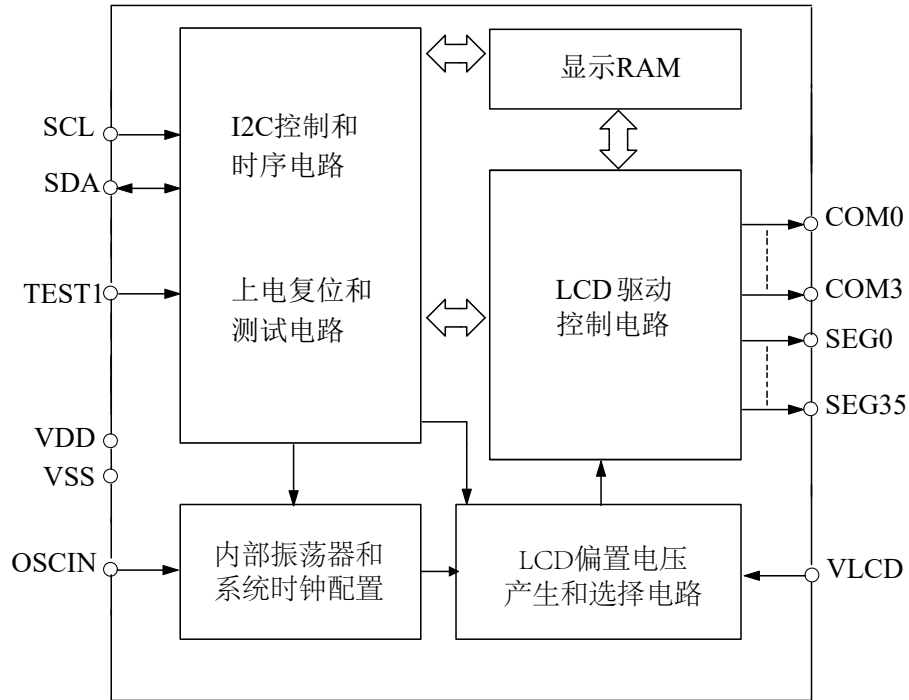 显示RAM
I2C控制和
时序电路
SCL
SDA
上电复位和
测试电路
TEST1
LCD 驱动
控制电路
COM0
COM3
SEG0
SEG35
VDD
VSS
OSCIN
内部振荡器和
系统时钟配置
LCD偏置电压
产生和选择电路
VLCD